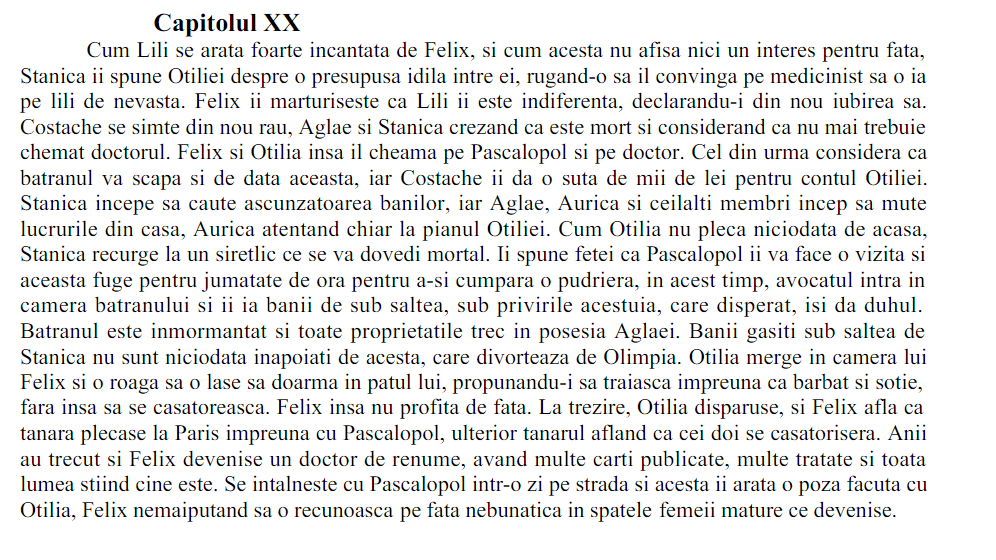 Capitolul XX
Cum Lili se arata foarte incantata de Felix, si cum acesta nu afisa nici un interes pentru fata,
Stanica ii spune Otiliei despre o presupusa idila intre ei, rugand-o sa il convinga pe medicinist sa o ia
pe lili de nevasta. Felix ii marturiseste ca Lili ii este indiferenta, declarandu-i din nou iubirea sa.
Costache se simte din nou rau, Aglae si Stanica crezand ca este mort si considerand ca nu mai trebuie
chemat doctorul. Felix si Otilia insa il cheama pe Pascalopol si pe doctor. Cel din urma considera ca
batranul va scapa si de data aceasta, iar Costache ii da o suta de mii de lei pentru contul Otiliei.
Stanica incepe sa caute ascunzatoarea banilor, iar Aglae, Aurica si ceilalti membri incep sa mute
lucrurile din casa, Aurica atentand chiar la pianul Otiliei. Cum Otilia nu pleca niciodata de acasa,
Stanica recurge la un siretlic ce se va dovedi mortal. Ii spune fetei ca Pascalopol ii va face o vizita si
aceasta fuge pentru jumatate de ora pentru a-si cumpara o pudriera, in acest timp, avocatul intra in
camera batranului si ii ia banii de sub saltea, sub privirile acestuia, care disperat, isi da duhul.
Batranul este inmormantat si toate proprietatile trec in posesia Aglaei. Banii gasiti sub saltea de
Stanica nu sunt niciodata inapoiati de acesta, care divorteaza de Olimpia. Otilia merge in camera lui
Felix si o roaga sa o lase sa doarma in patul lui, propunandu-i sa traiasca impreuna ca barbat si sotie,
fara insa sa se casatoreasca. Felix insa nu profita de fata. La trezire, Otilia disparuse, si Felix afla ca
tanara plecase la Paris impreuna cu Pascalopol, ulterior tanarul afland ca cei doi se casatorisera. Anii
au trecut si Felix devenise un doctor de renume, avand multe carti publicate, multe tratate si toata
lumea stiind cine este. Se intalneste cu Pascalopol intr-o zi pe strada si acesta ii arata o poza facuta cu
Otilia, Felix nemaiputand sa o recunoasca pe fata nebunatica in spatele femeii mature ce devenise.